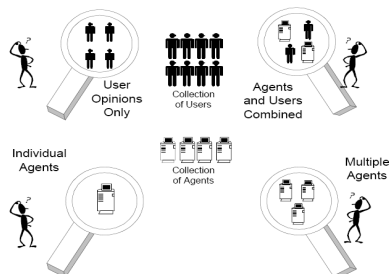 ?
?
User
Opinions
Only
Collection
of Users
Agents
and Users
Combined
Individual
Agents
Collection
of Agents
Multiple
Agents
?
?